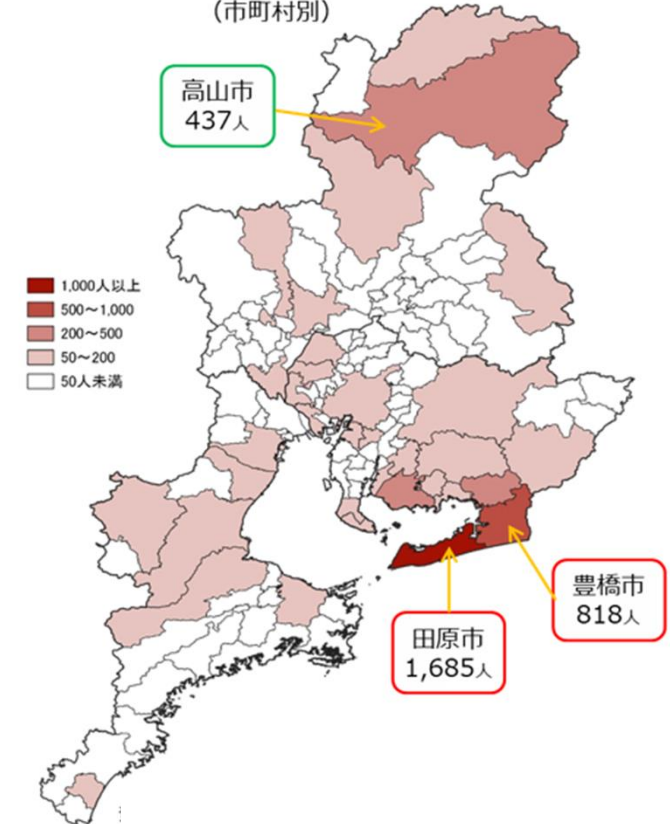 (市町村別)
高山市
437人
1,000人以上
500～1,000
200～500
50～200
50人未満
豊橋市
818人
田原市
1,685人